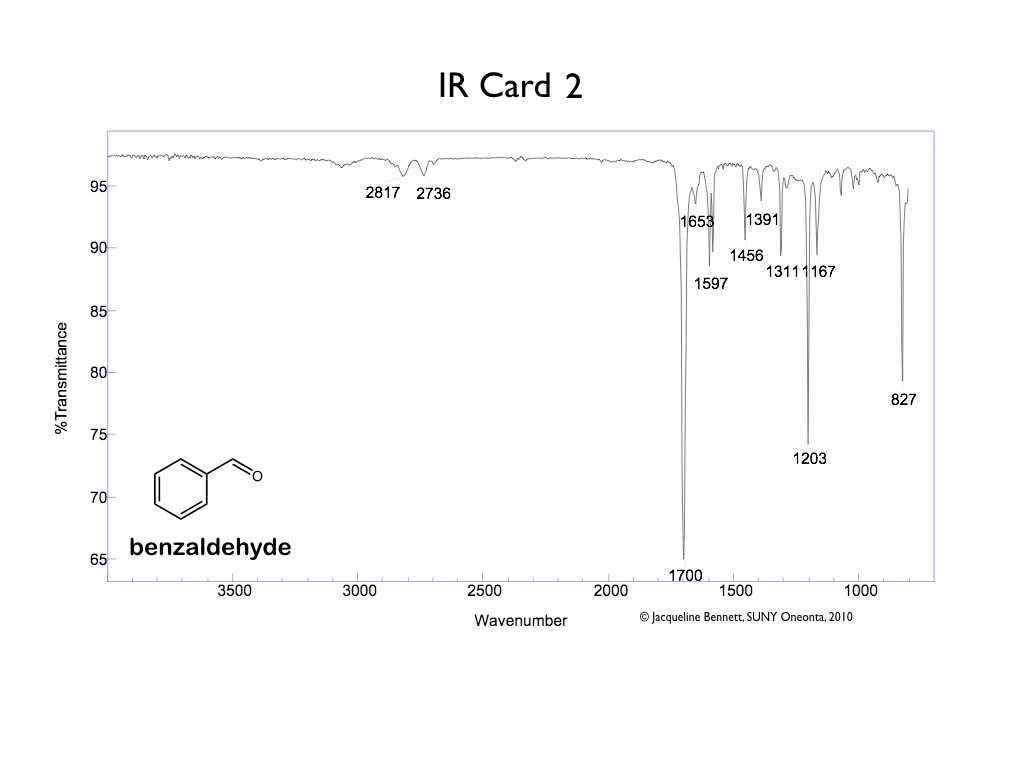 IR Card 2
%Transmittance
95
90
85
80
75
70
65
2817 2736
1653
1391
1456
1311 1167
1597
827
1203
1700
O
benzaldehyde
3500 3000 2500 2000 1500 1000
Wavenumber
© Jacqueline Bennett, SUNY Oneonta, 2010